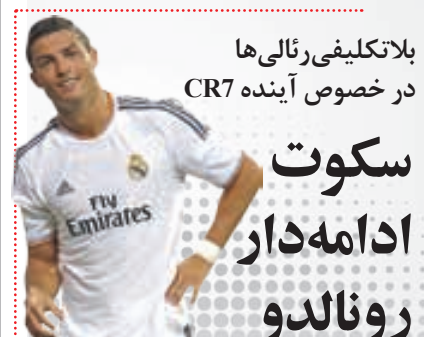 بلاتکلیفی رئالی‌ها
در خصوص آینده CR7
سکوت
ادامه‌دار
رونالدو
Fly
Emirates